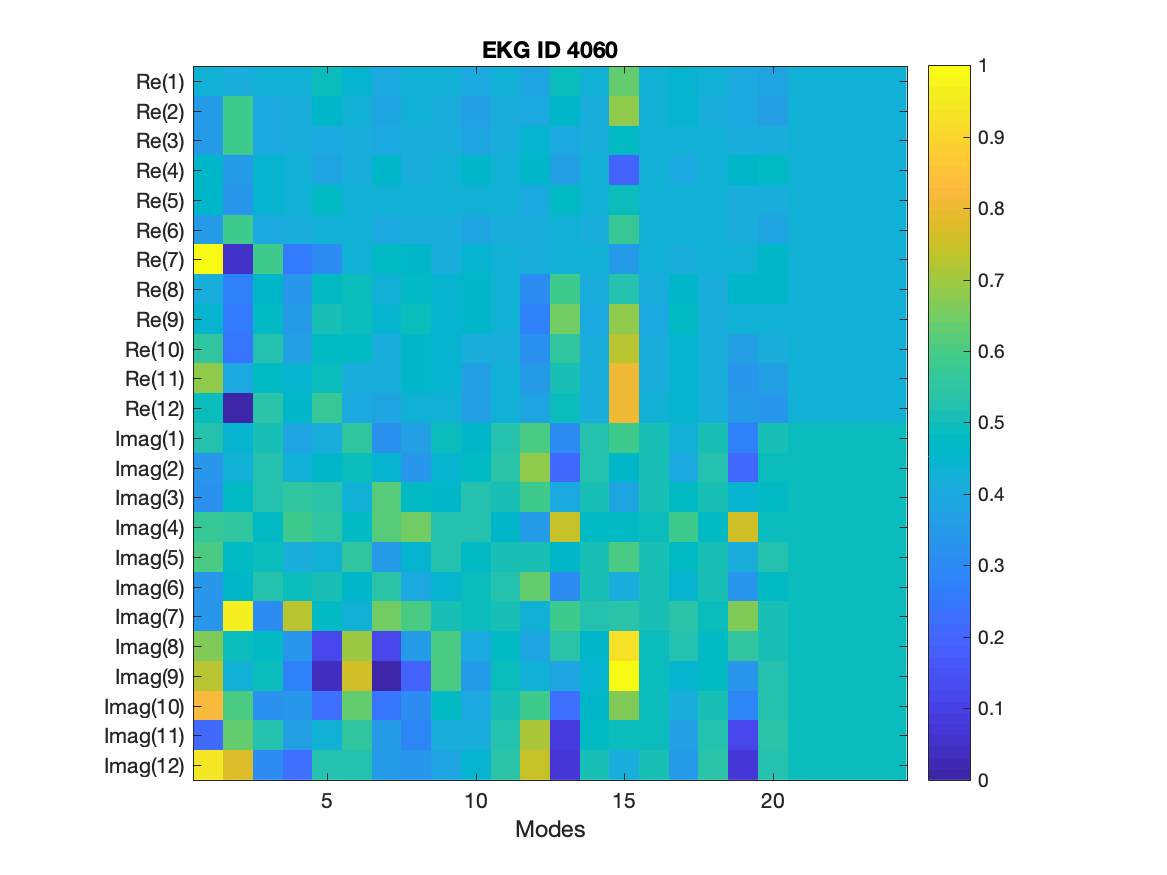 EKG ID 4060
Re(1)
Re(2)
Re(3)
Re(4)
Re(5)
Re(6)
Re(7)
Re(8)
Re(9)
Re(10)
Re(11)
Re(12)
Imag(1)
Imag(2)
Imag(3)
Imag(4)
Imag(5)
Imag(6)
Imag(7)
Imag(8)
Imag(9)
Imag(10)
Imag(11)
Imag(12)
5 10 15 20
Modes
1
0.9
0.8
0.7
0.6
0.5
0.4
0.3
0.2
0.1
0